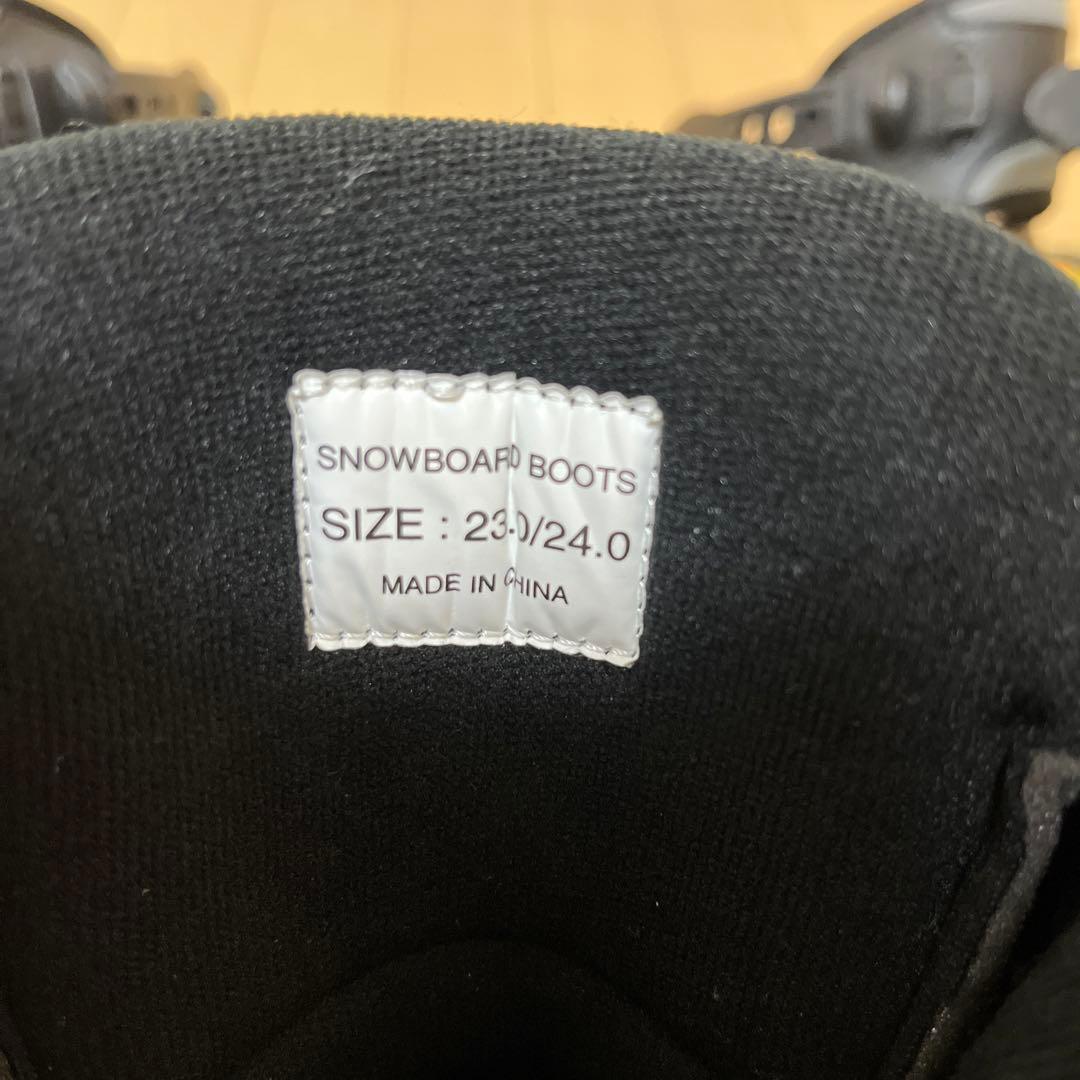 SNOWBOARD BOOTS
SIZE : 23.0/24.0
MADE IN CHINA